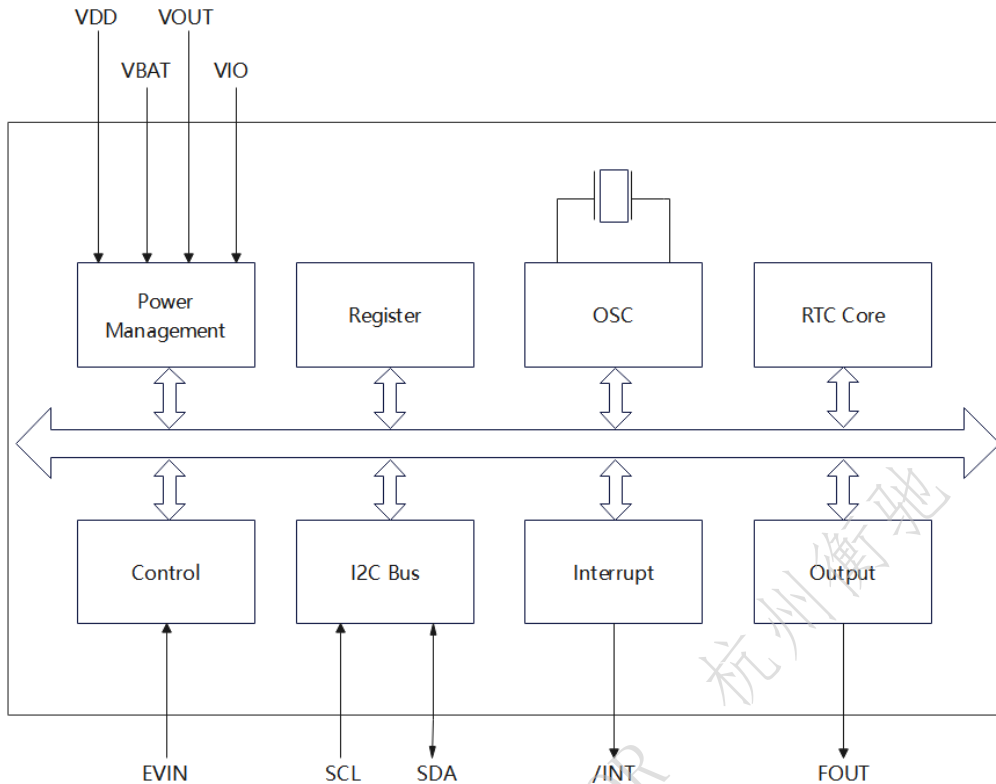 VDD VOUT
VBAT VIO
Power
Management
Register
OSC
RTC Core
Control
I2C Bus
Interrupt
Output
杭州衡驰
EVIN SCL SDA /INT FOUT